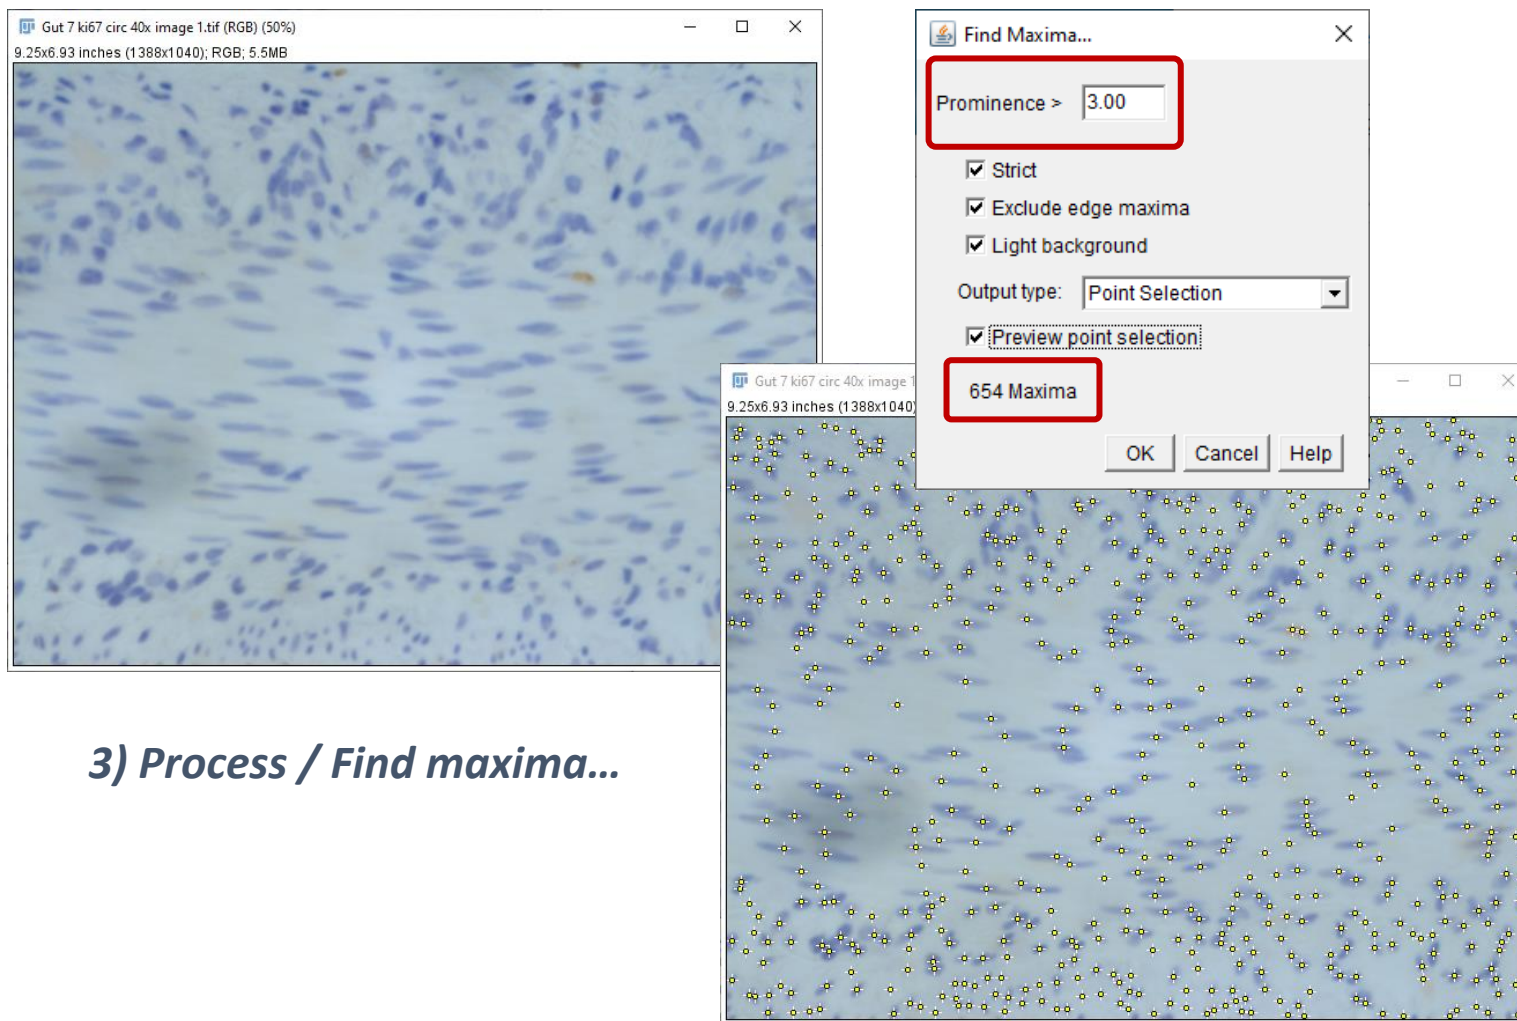 Gut 7 ki67 circ 40x image 1.tif (RGB) (50%)
9.25x6.93 inches (1388x1040); RGB; 5.5MB
Find Maxima...
Prominence > 3.00
Strict
Exclude edge maxima
Light background
Output type: Point Selection
Preview point selection
654 Maxima
OK Cancel Help
Gut 7 ki67 circ 40x image 1
9.25x6.93 inches (1388x1040)
3) Process / Find maxima...